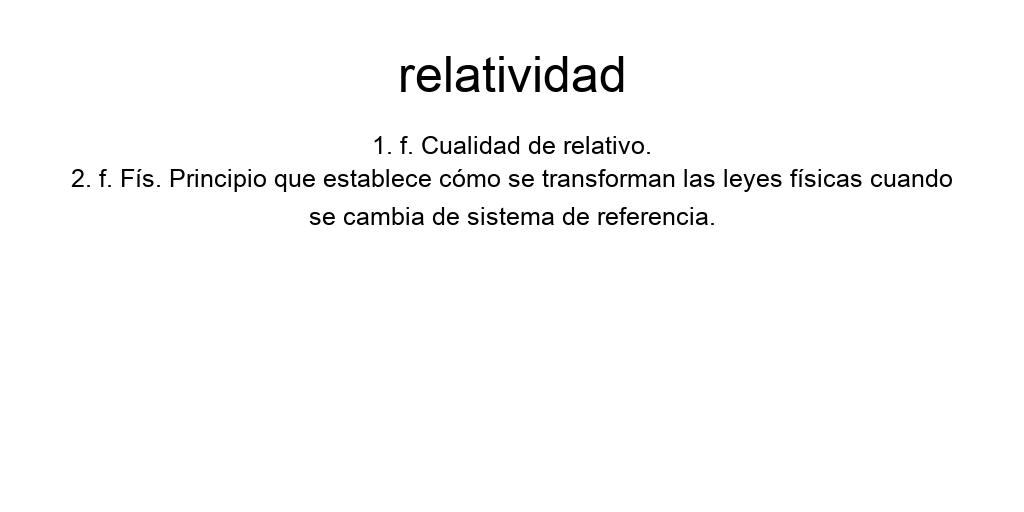 relatividad
1. f. Cualidad de relativo.
2. f. Fís. Principio que establece cómo se transforman las leyes físicas cuando
se cambia de sistema de referencia.